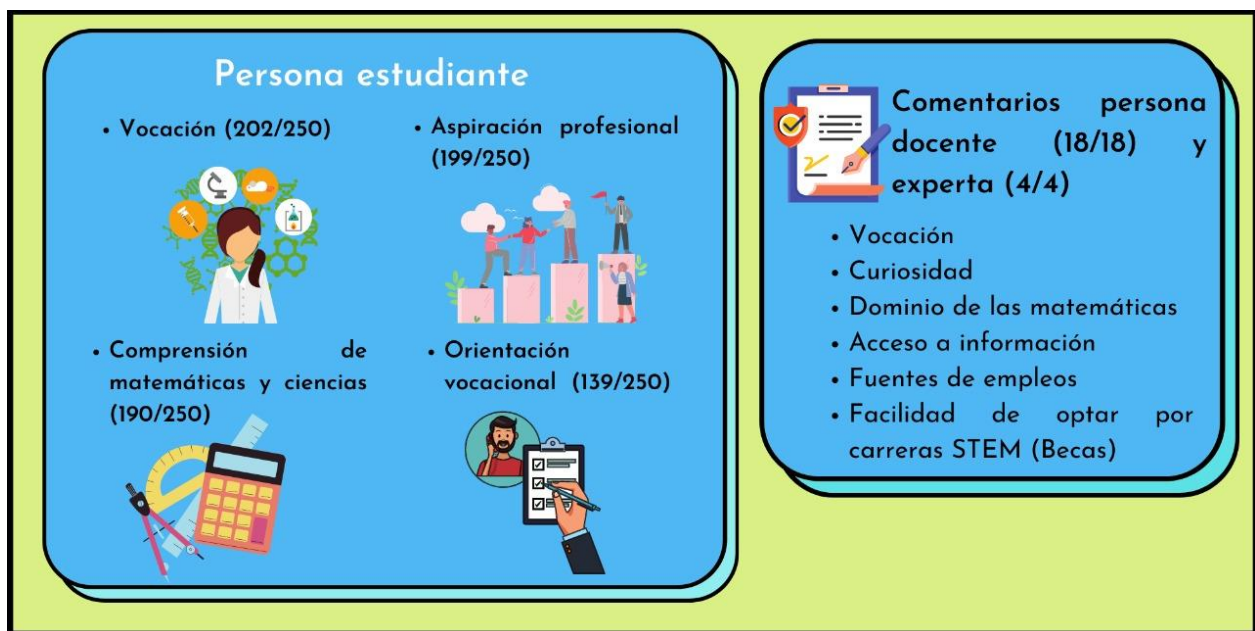 Persona estudiante
• Vocación (202/250)
• Aspiración profesional
(199/250)
• Comprensión de
matemáticas y ciencias
(190/250)
• Orientación
vocacional (139/250)
Comentarios persona
docente (18/18) y
experta (4/4)
• Vocación
• Curiosidad
• Dominio de las matemáticas
• Acceso a información
• Fuentes de empleos
• Facilidad de optar por
carreras STEM (Becas)